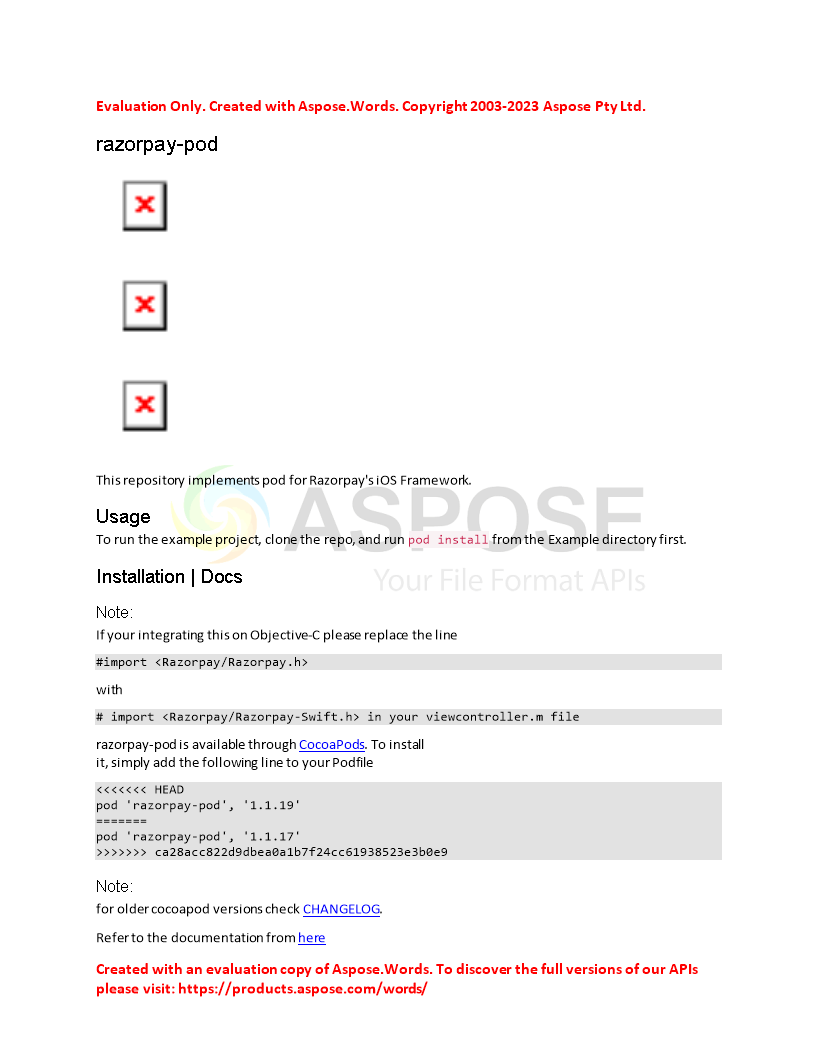 Evaluation Only. Created with Aspose.Words. Copyright 2003-2023 Aspose Pty Ltd.
razorpay-pod
This repository implements pod for Razorpay's iOS Framework.
ASPOSE
Usage
To run the example project, clone the repo, and run pod install from the Example directory first.
Installation | Docs
Your File Format APIs
Note:
If your integrating this on Objective-C please replace the line
#import <Razorpay/Razorpay.h>
with
# import <Razorpay/Razorpay-Swift.h> in your viewcontroller.m file
razorpay-pod is available through CocoaPods. To install
it, simply add the following line to your Podfile
<<<<<<< HEAD
pod 'razorpay-pod', '1.1.19'
=======
pod 'razorpay-pod', '1.1.17'
>>>>>>> ca28acc822d9dbea0a1b7f24cc61938523e3b0e9
Note:
for older cocoapod versions check CHANGELOG.
Refer to the documentation from here
Created with an evaluation copy of Aspose.Words. To discover the full versions of our APIs
please visit: https://products.aspose.com/words/